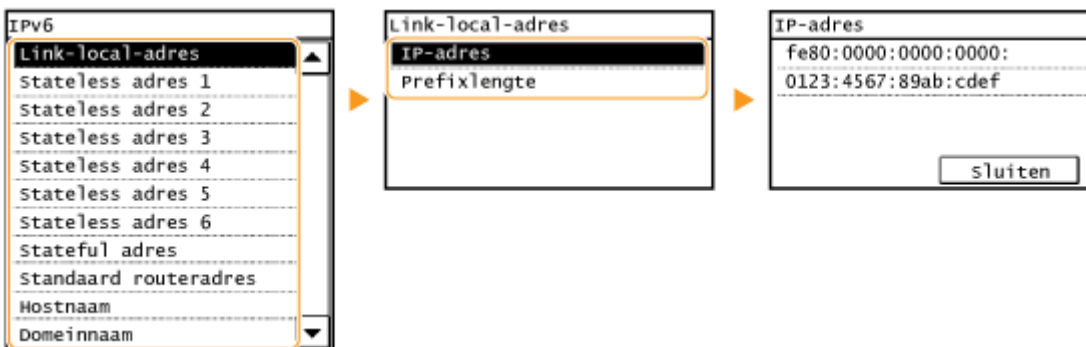 IPv6
Link-local-adres
Stateless adres 1
Stateless adres 2
Stateless adres 3
Stateless adres 4
Stateless adres 5
Stateless adres 6
Stateful adres
Standaard routeradres
Hostnaam
Domeinnaam
Link-local-adres
IP-adres
Prefixlengte
IP-adres
fe80:0000:0000:0000:
0123:4567:89ab:cdef
Sluiten